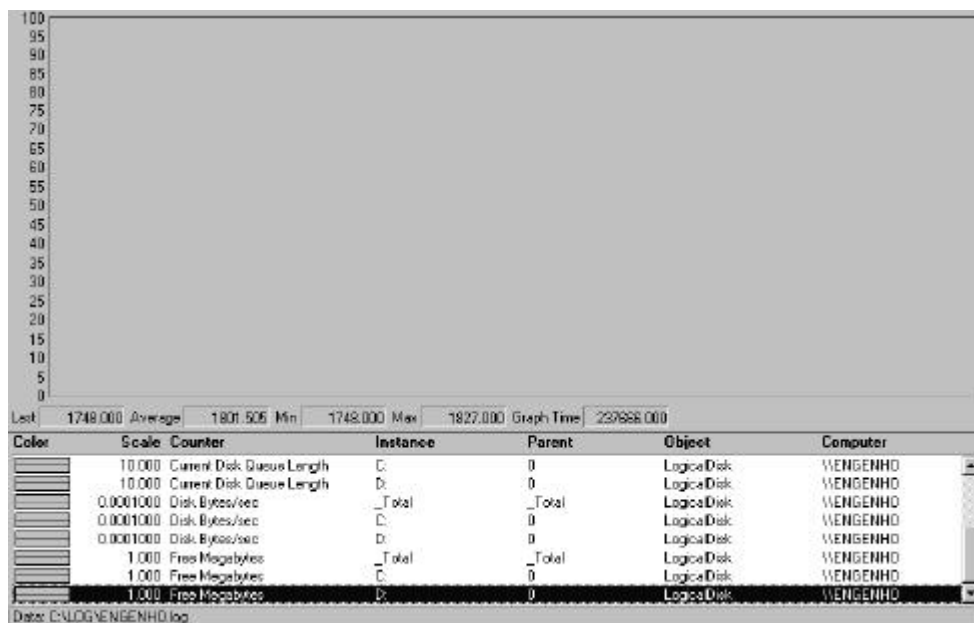 100
95
90
85
80
75
70
65
60
55
50
45
40
35
30
25
20
15
10
5
0
Last 1748.000 Average 1801.505 Min 1748.000 Max 1827.000 Graph Time 237666.000
Color Scale Counter Instance Parent Object Computer
10.000 Current Disk Queue Length C: 0 LogicalDisk \\ENGENHO
10.000 Current Disk Queue Length D: 0 LogicalDisk \\ENGENHO
0.0001000 Disk Bytes/sec _Total _Total LogicalDisk \\ENGENHO
0.0001000 Disk Bytes/sec C: 0 LogicalDisk \\ENGENHO
0.0001000 Disk Bytes/sec D: 0 LogicalDisk \\ENGENHO
1.000 Free Megabytes _Total _Total LogicalDisk \\ENGENHO
1.000 Free Megabytes C: 0 LogicalDisk \\ENGENHO
1.000 Free Megabytes D: 0 LogicalDisk \\ENGENHO
Data: C:\LOG\ENGENHO.log